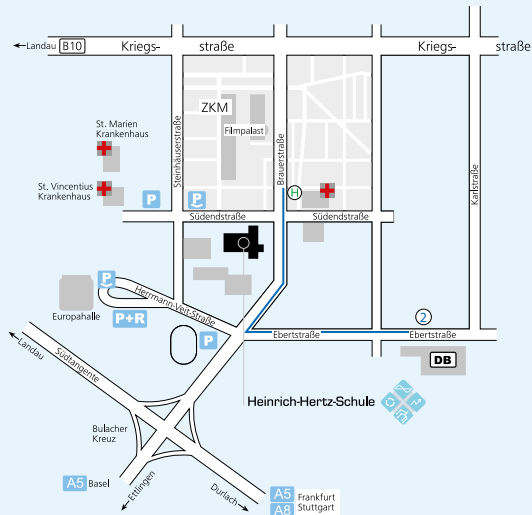 Landau B10 Kriegs- straße Kriegs- straße
ZKM
Filmpalast
St. Marien
Krankenhaus
Steinhäuserstraße
Brauerstraße
Karlstraße
St. Vincentius
Krankenhaus
P
P
H
Südendstraße
Südendstraße
P
Herrmann-Veit-Straße
Europahalle
P+R
P
2
Ebertstraße
Ebertstraße
DB
Landau
Südtangente
Heinrich-Hertz-Schule
Bulacher
Kreuz
A5 Basel
Ettlingen
Durlach
A5 Frankfurt
A8 Stuttgart